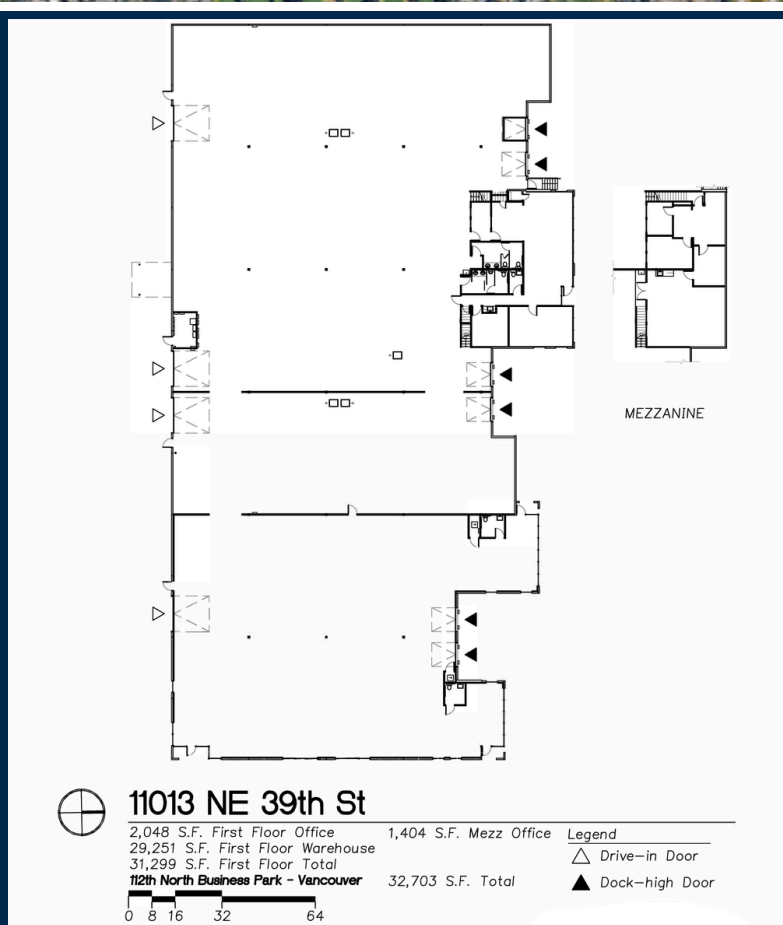 MEZZANINE
11013 NE 39th St
2,048 S.F. First Floor Office
29,251 S.F. First Floor Warehouse
31,299 S.F. First Floor Total
112th North Business Park - Vancouver
1,404 S.F. Mezz Office
32,703 S.F. Total
Legend
Drive-in Door
Dock-high Door
0 8 16 32 64